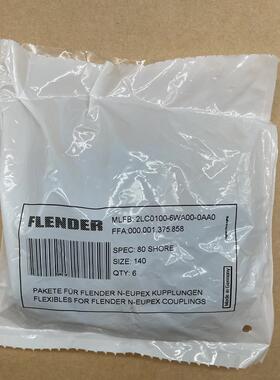 FLENDER
MLFB: 2LC0100-6WA00-0AA0
FFA:000.001.375.858
SPEC: 80 SHORE
SIZE: 140
QTY: 6
Made in Germany
PAKETE FÜR FLENDER N-EUPEX KUPPLUNGEN
FLEXIBLES FOR FLENDER N-EUPEX COUPLINGS